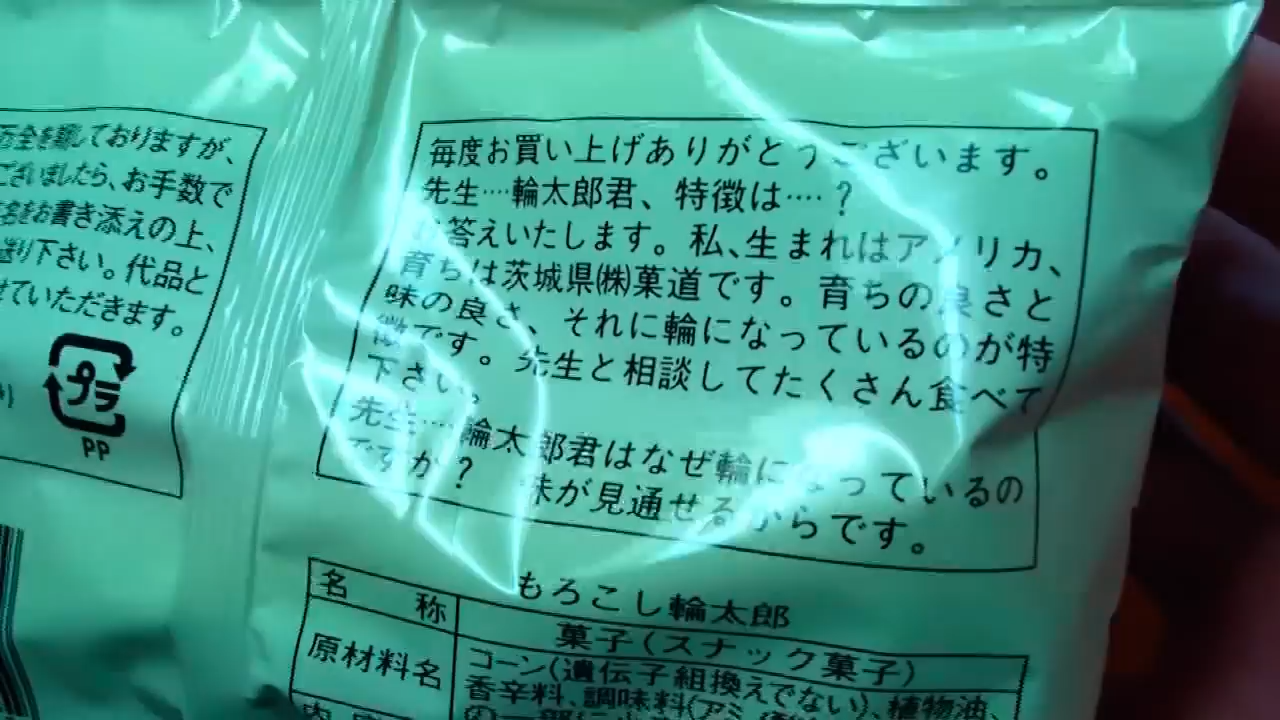 全を期しておりますが、
ございましたら、お手数で
名をお書き添えの上、
送り下さい。代品と
せていただきます。
プラ
PP
毎度お買い上げありがとうございます。
先生…輪太郎君、特徴は……?
お答えいたします。私、生まれはアメリカ、
育ちは茨城県㈱菓道です。育ちの良さと
味の良さ、それに輪になっているのが特
徴です。先生と相談してたくさん食べて
下さい。
先生……輪太郎君はなぜ輪になっているの
ですか? 味が見通せるからです。
名 称
もろこし輪太郎
菓子(スナック菓子)
原材料名
コーン(遺伝子組換えでない)、植物油、
香辛料、調味料(アミノ酸